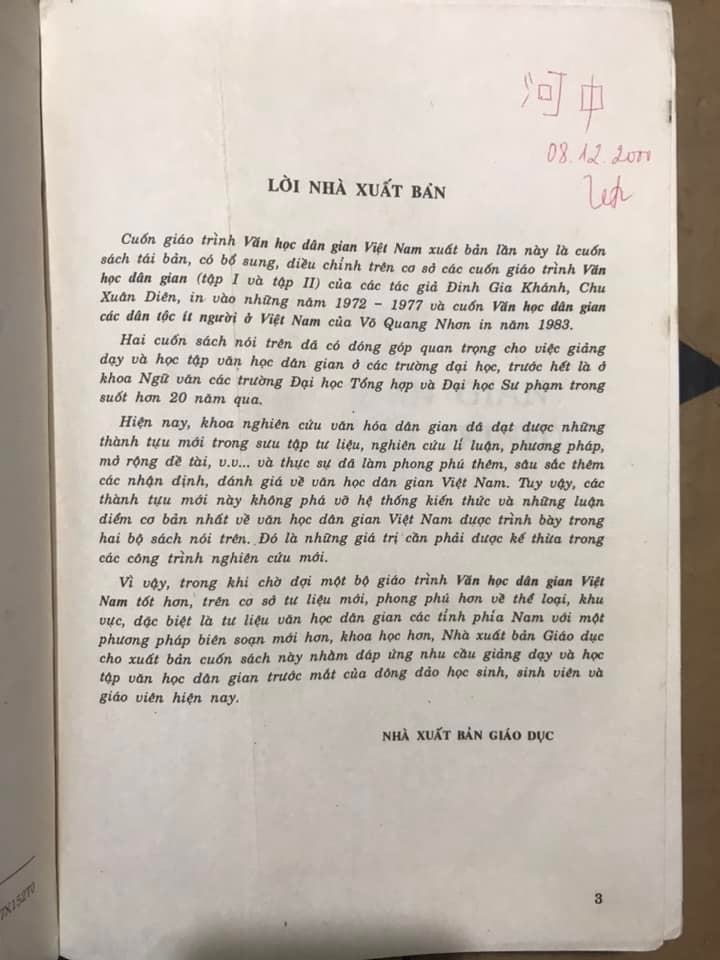 河中
08.12.2000
LỜI NHÀ XUẤT BẢN
Cuốn giáo trình Văn học dân gian Việt Nam xuất bản lần này là cuốn
sách tái bản, có bổ sung, điều chỉnh trên cơ sở các cuốn giáo trình Văn
học dân gian (tập I và tập II) của các tác giả Đinh Gia Khánh, Chu
Xuân Diên, in vào những năm 1972 - 1977 và cuốn Văn học dân gian
các dân tộc ít người ở Việt Nam của Võ Quang Nhơn in năm 1983.
Hai cuốn sách nói trên đã có đóng góp quan trọng cho việc giảng
dạy và học tập văn học dân gian ở các trường đại học, trước hết là ở
khoa Ngữ văn các trường Đại học Tổng hợp và Đại học Sư phạm trong
suốt hơn 20 năm qua.
Hiện nay, khoa nghiên cứu văn hóa dân gian đã đạt được những
thành tựu mới trong sưu tập tư liệu, nghiên cứu lí luận, phương pháp,
mở rộng đề tài, v.v... và thực sự đã làm phong phú thêm, sâu sắc thêm
các nhận định, đánh giá về văn học dân gian Việt Nam. Tuy vậy, các
thành tựu mới này không phá vỡ hệ thống kiến thức và những luận
điểm cơ bản nhất về văn học dân gian Việt Nam được trình bày trong
hai bộ sách nói trên. Đó là những giá trị cần phải được kế thừa trong
các công trình nghiên cứu mới.
Vì vậy, trong khi chờ đợi một bộ giáo trình Văn học dân gian Việt
Nam tốt hơn, trên cơ sở tư liệu mới, phong phú hơn về thể loại, khu
vực, đặc biệt là tư liệu văn học dân gian các tỉnh phía Nam với một
phương pháp biên soạn mới hơn, khoa học hơn, Nhà xuất bản Giáo dục
cho xuất bản cuốn sách này nhằm đáp ứng nhu cầu giảng dạy và học
tập văn học dân gian trước mắt của đông đảo học sinh, sinh viên và
giáo viên hiện nay.
NHÀ XUẤT BẢN GIÁO DỤC
3